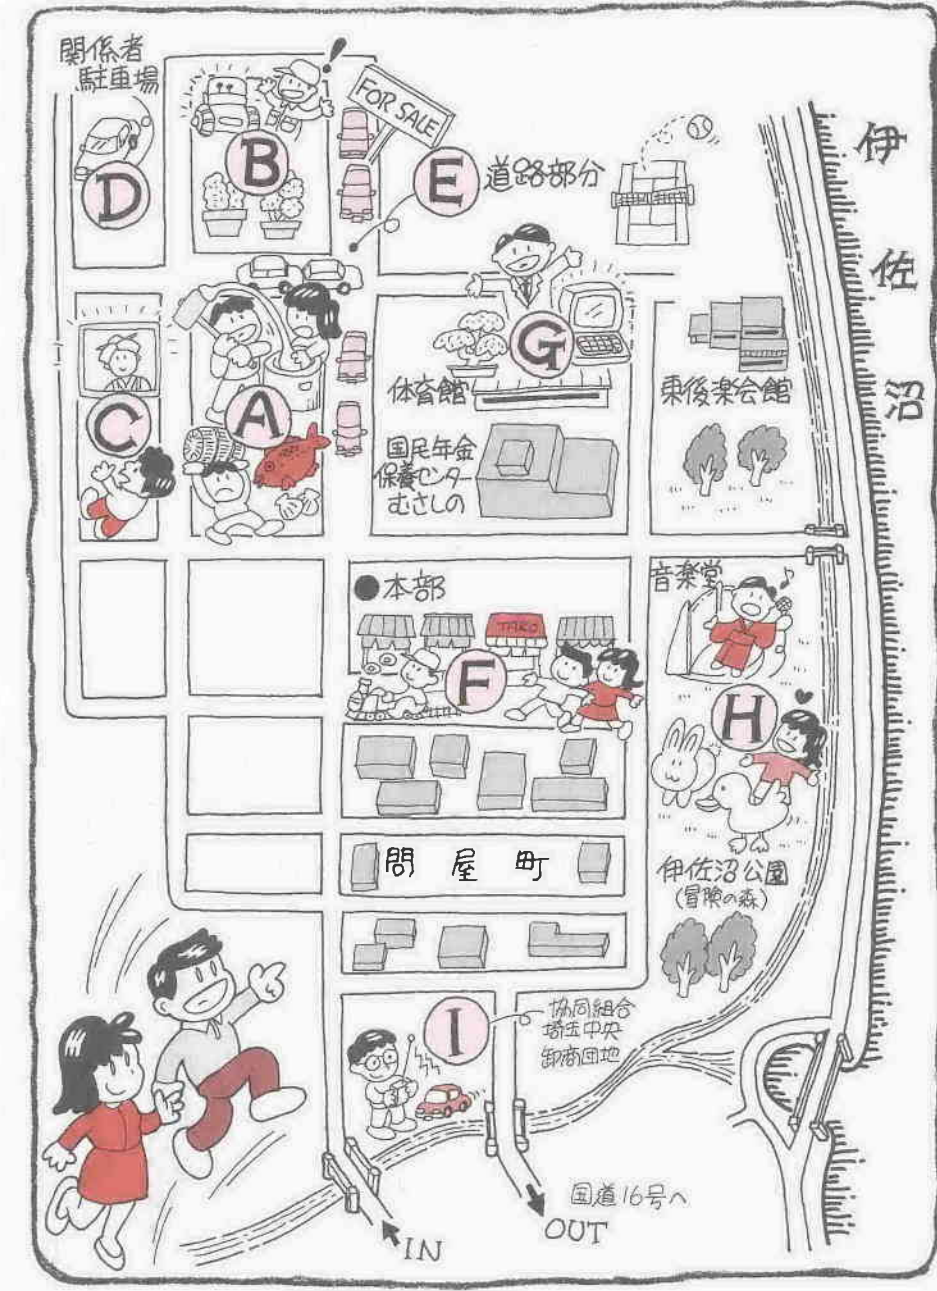 関係者
駐車場
!
FOR SALE
B
D
E
道路部分
伊佐沼
G
体育館
東後楽会館
C
A
国民年金
保養センター
むさしの
●本部
音楽堂
TAKO
F
H
問屋町
伊佐沼公園
(冒険の森)
I
協同組合
埼玉中央
卸商団地
国道16号へ
IN
OUT